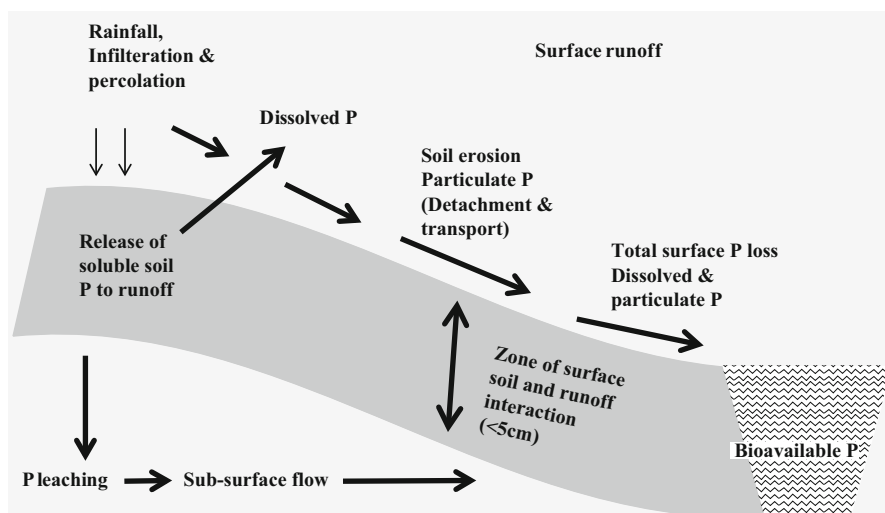 Rainfall,
Infilteration &
percolation
Surface runoff
Dissolved P
Soil erosion
Particulate P
(Detachment &
transport)
Release of
soluble soil
P to runoff
Total surface P loss
Dissolved &
particulate P
Zone of surface
soil and runoff
interaction
(<5cm)
Bioavailable P
P leaching
Sub-surface flow